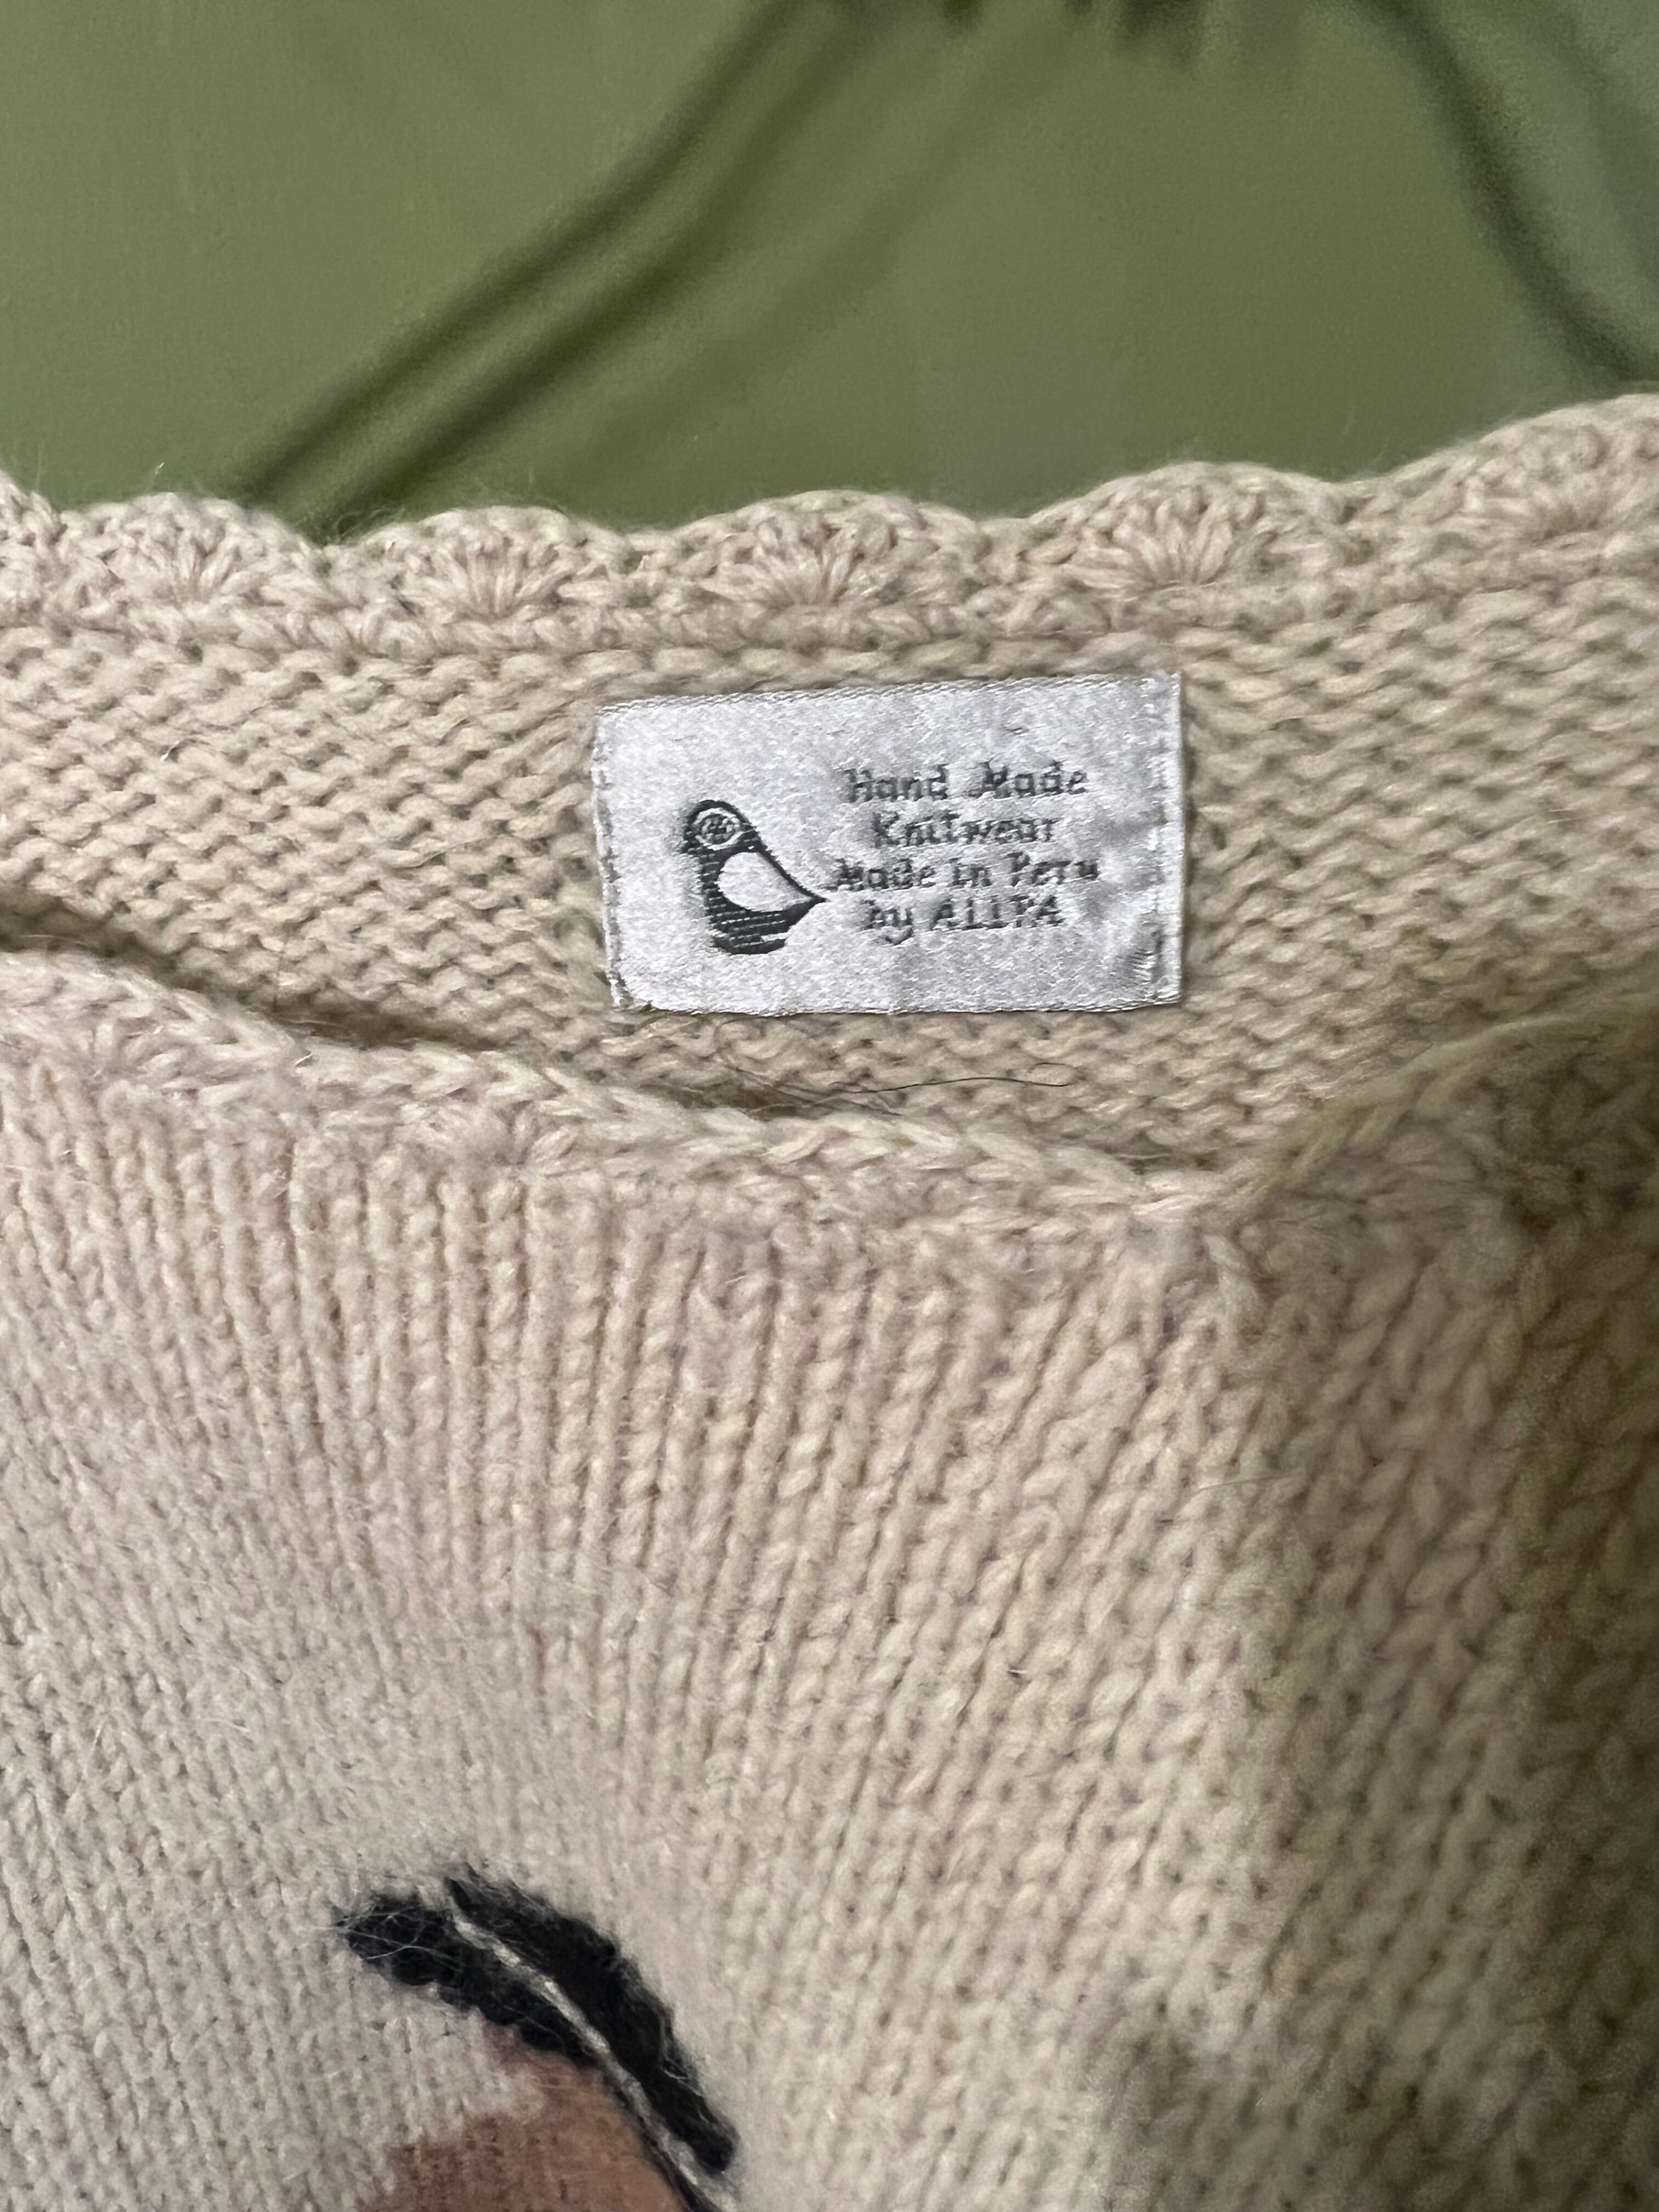 Hand Made
Knitwear
Made in Peru
by ALLPA